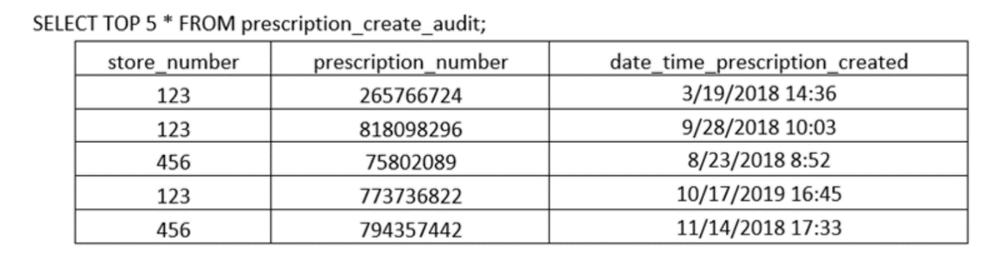 SELECT TOP 5 * FROM prescription_create_audit;
store_number prescription_number date_time_prescription_created
123 265766724 3/19/2018 14:36
123 818098296 9/28/2018 10:03
456 75802089 8/23/2018 8:52
123 773736822 10/17/2019 16:45
456 794357442 11/14/2018 17:33